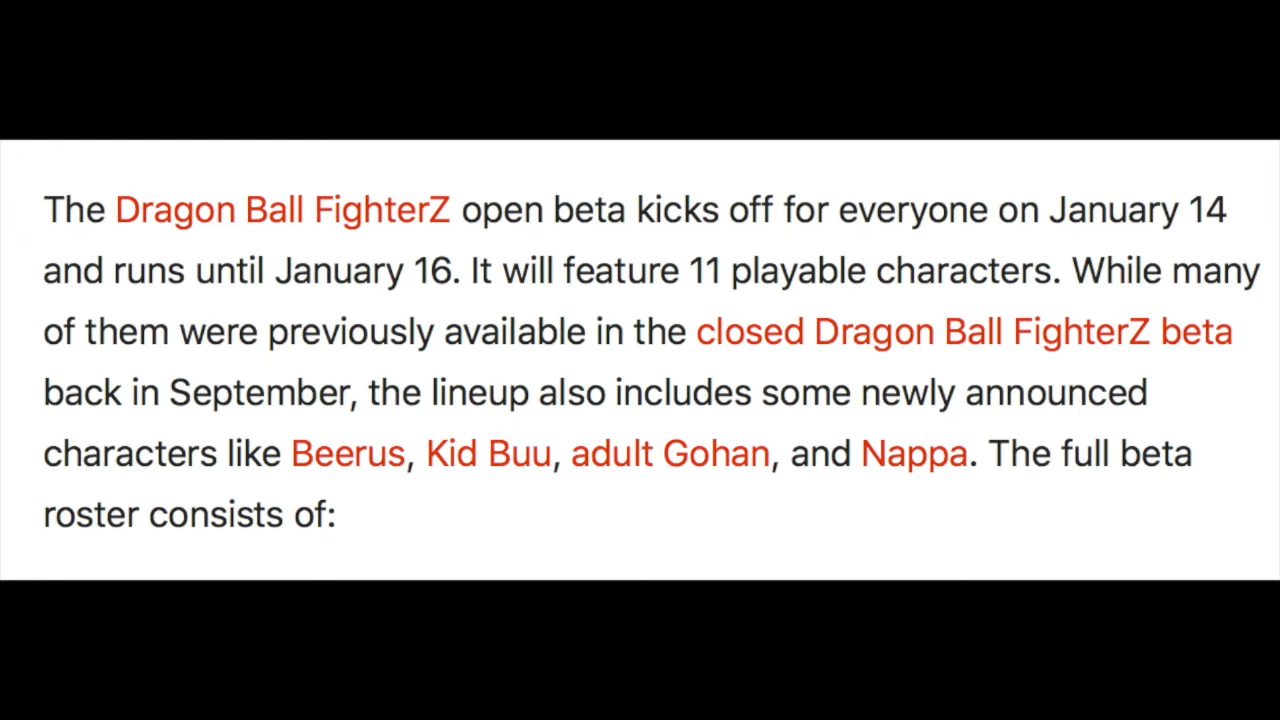 The Dragon Ball FighterZ open beta kicks off for everyone on January 14
and runs until January 16. It will feature 11 playable characters. While many
of them were previously available in the closed Dragon Ball FighterZ beta
back in September, the lineup also includes some newly announced
characters like Beerus, Kid Buu, adult Gohan, and Nappa. The full beta
roster consists of: